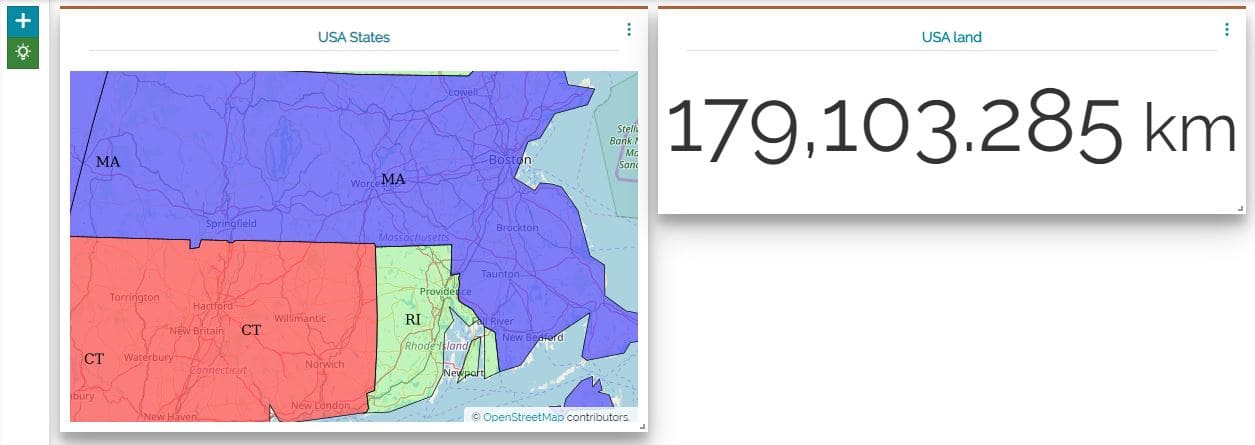 USA States
USA land
179,103.285 km
Lowell
Boston
MA
MA
Springfield
Massachusetts
Brockton
Taunton
Torrington
Hartford
Providence
Willimantic
RI
New Britain
CT
Fall River
New Bedford
Rhode Island
CT
Waterbury
Norwich
Connecticut
Newport
bury
New London
New Haven
© OpenStreetMap contributors.